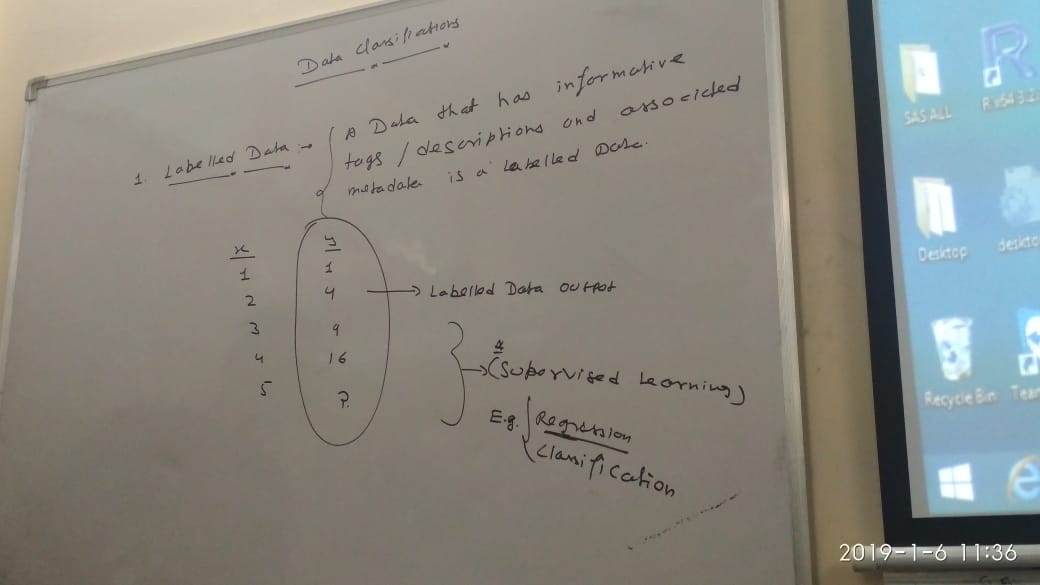 Data Classifiations
1. Labelled Data :→ A Data that has informative
tags / descriptions and associcted
metadata is a Labelled Data.
x y
1 1
2 4 → Labelled Data output
3 9
4 16
5 ?
(Supervised Learning)
E.g. Regression
Classification
SAS ALL
R x64 3.2
Desktop
deskto
Recycle Bin
Tea
2019-1-6 11:36